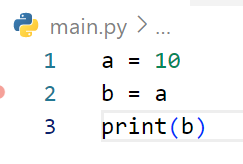 main.py > ...
1 a = 10
2 b = a
3 print(b)